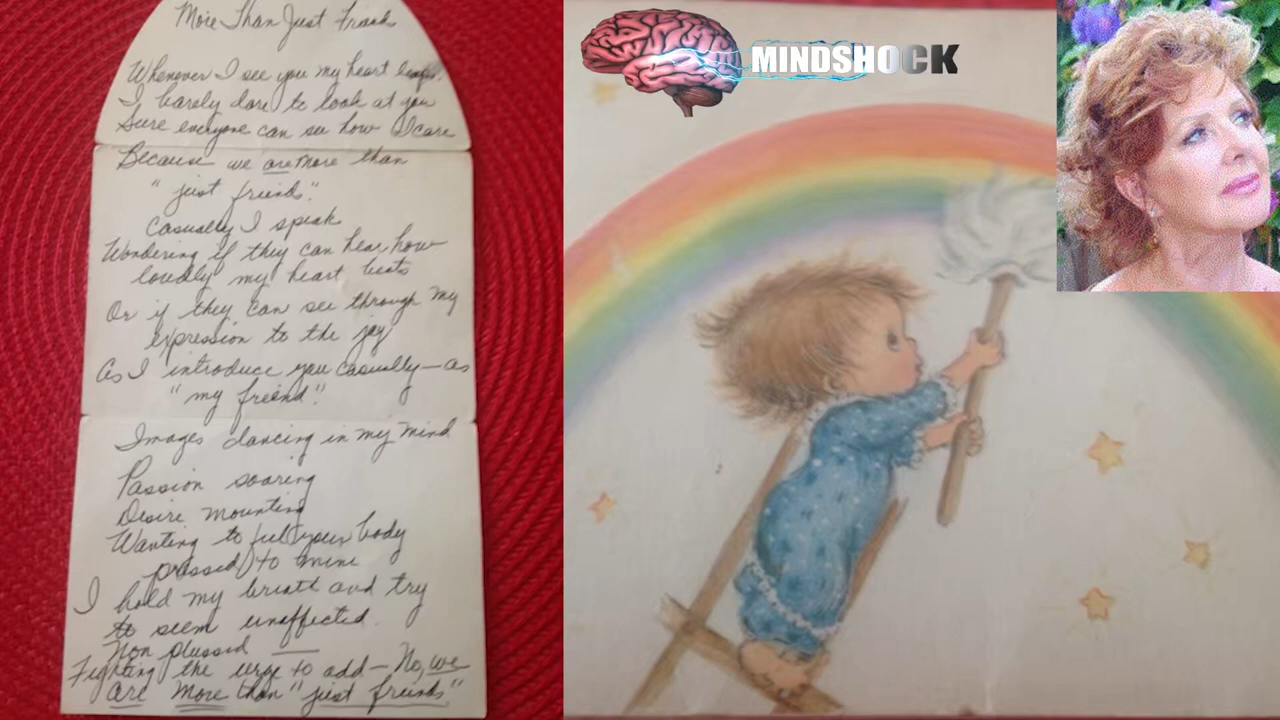 More Than Just Friends
Whenever I see you my heart leaps.
I barely dare to look at you
Sure everyone can see how I care
Because we are more than
"just friends".
Casually I speak
Wondering if they can hear how
loudly my heart beats
Or if they can see through my
expression to the joy
As I introduce you casually — as
"my friend".
Images dancing in my mind
Passion soaring
Desire mounting
Wanting to feel your body
pressed to mine
I hold my breath and try
to seem unaffected.
Non plussed —
Fighting the urge to add — No, we
are more than "just friends"
MINDSHOCK